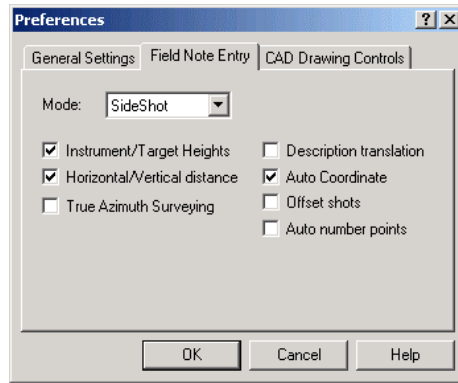 Preferences
General Settings Field Note Entry CAD Drawing Controls
Mode: SideShot
Instrument/Target Heights
Horizontal/Vertical distance
True Azimuth Surveying
Description translation
Auto Coordinate
Offset shots
Auto number points
OK Cancel Help